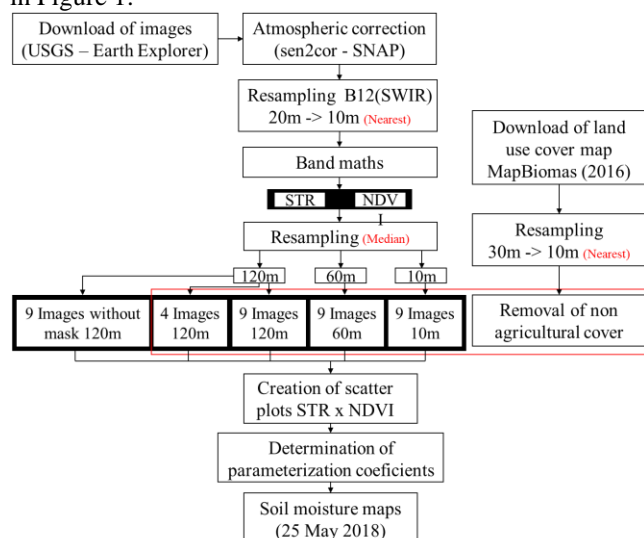 in Figure 1.
Download of images
(USGS – Earth Explorer)
Atmospheric correction
(sen2cor - SNAP)
Resampling B12(SWIR)
20m -> 10m (Nearest)
Band maths
STR
NDV
I
Resampling (Median)
120m
60m
10m
Download of land
use cover map
MapBiomas (2016)
Resampling
30m -> 10m (Nearest)
Removal of non
agricultural cover
9 Images without
mask 120m
4 Images
120m
9 Images
120m
9 Images
60m
9 Images
10m
Creation of scatter
plots STR x NDVI
Determination of
parameterization coeficients
Soil moisture maps
(25 May 2018)